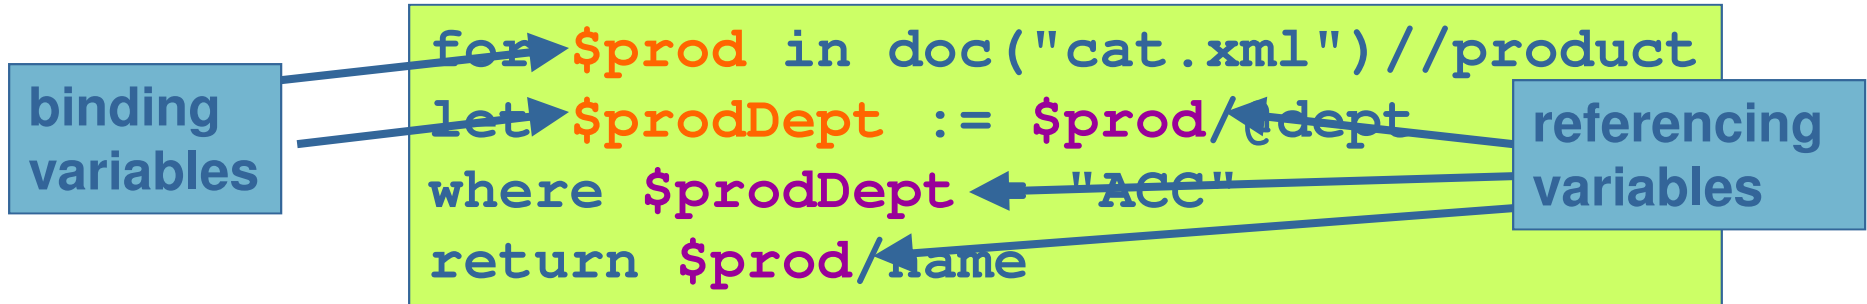 for $prod in doc("cat.xml")//product
let $prodDept := $prod/@dept
where $prodDept = "ACC"
return $prod/name
binding
variables
referencing
variables